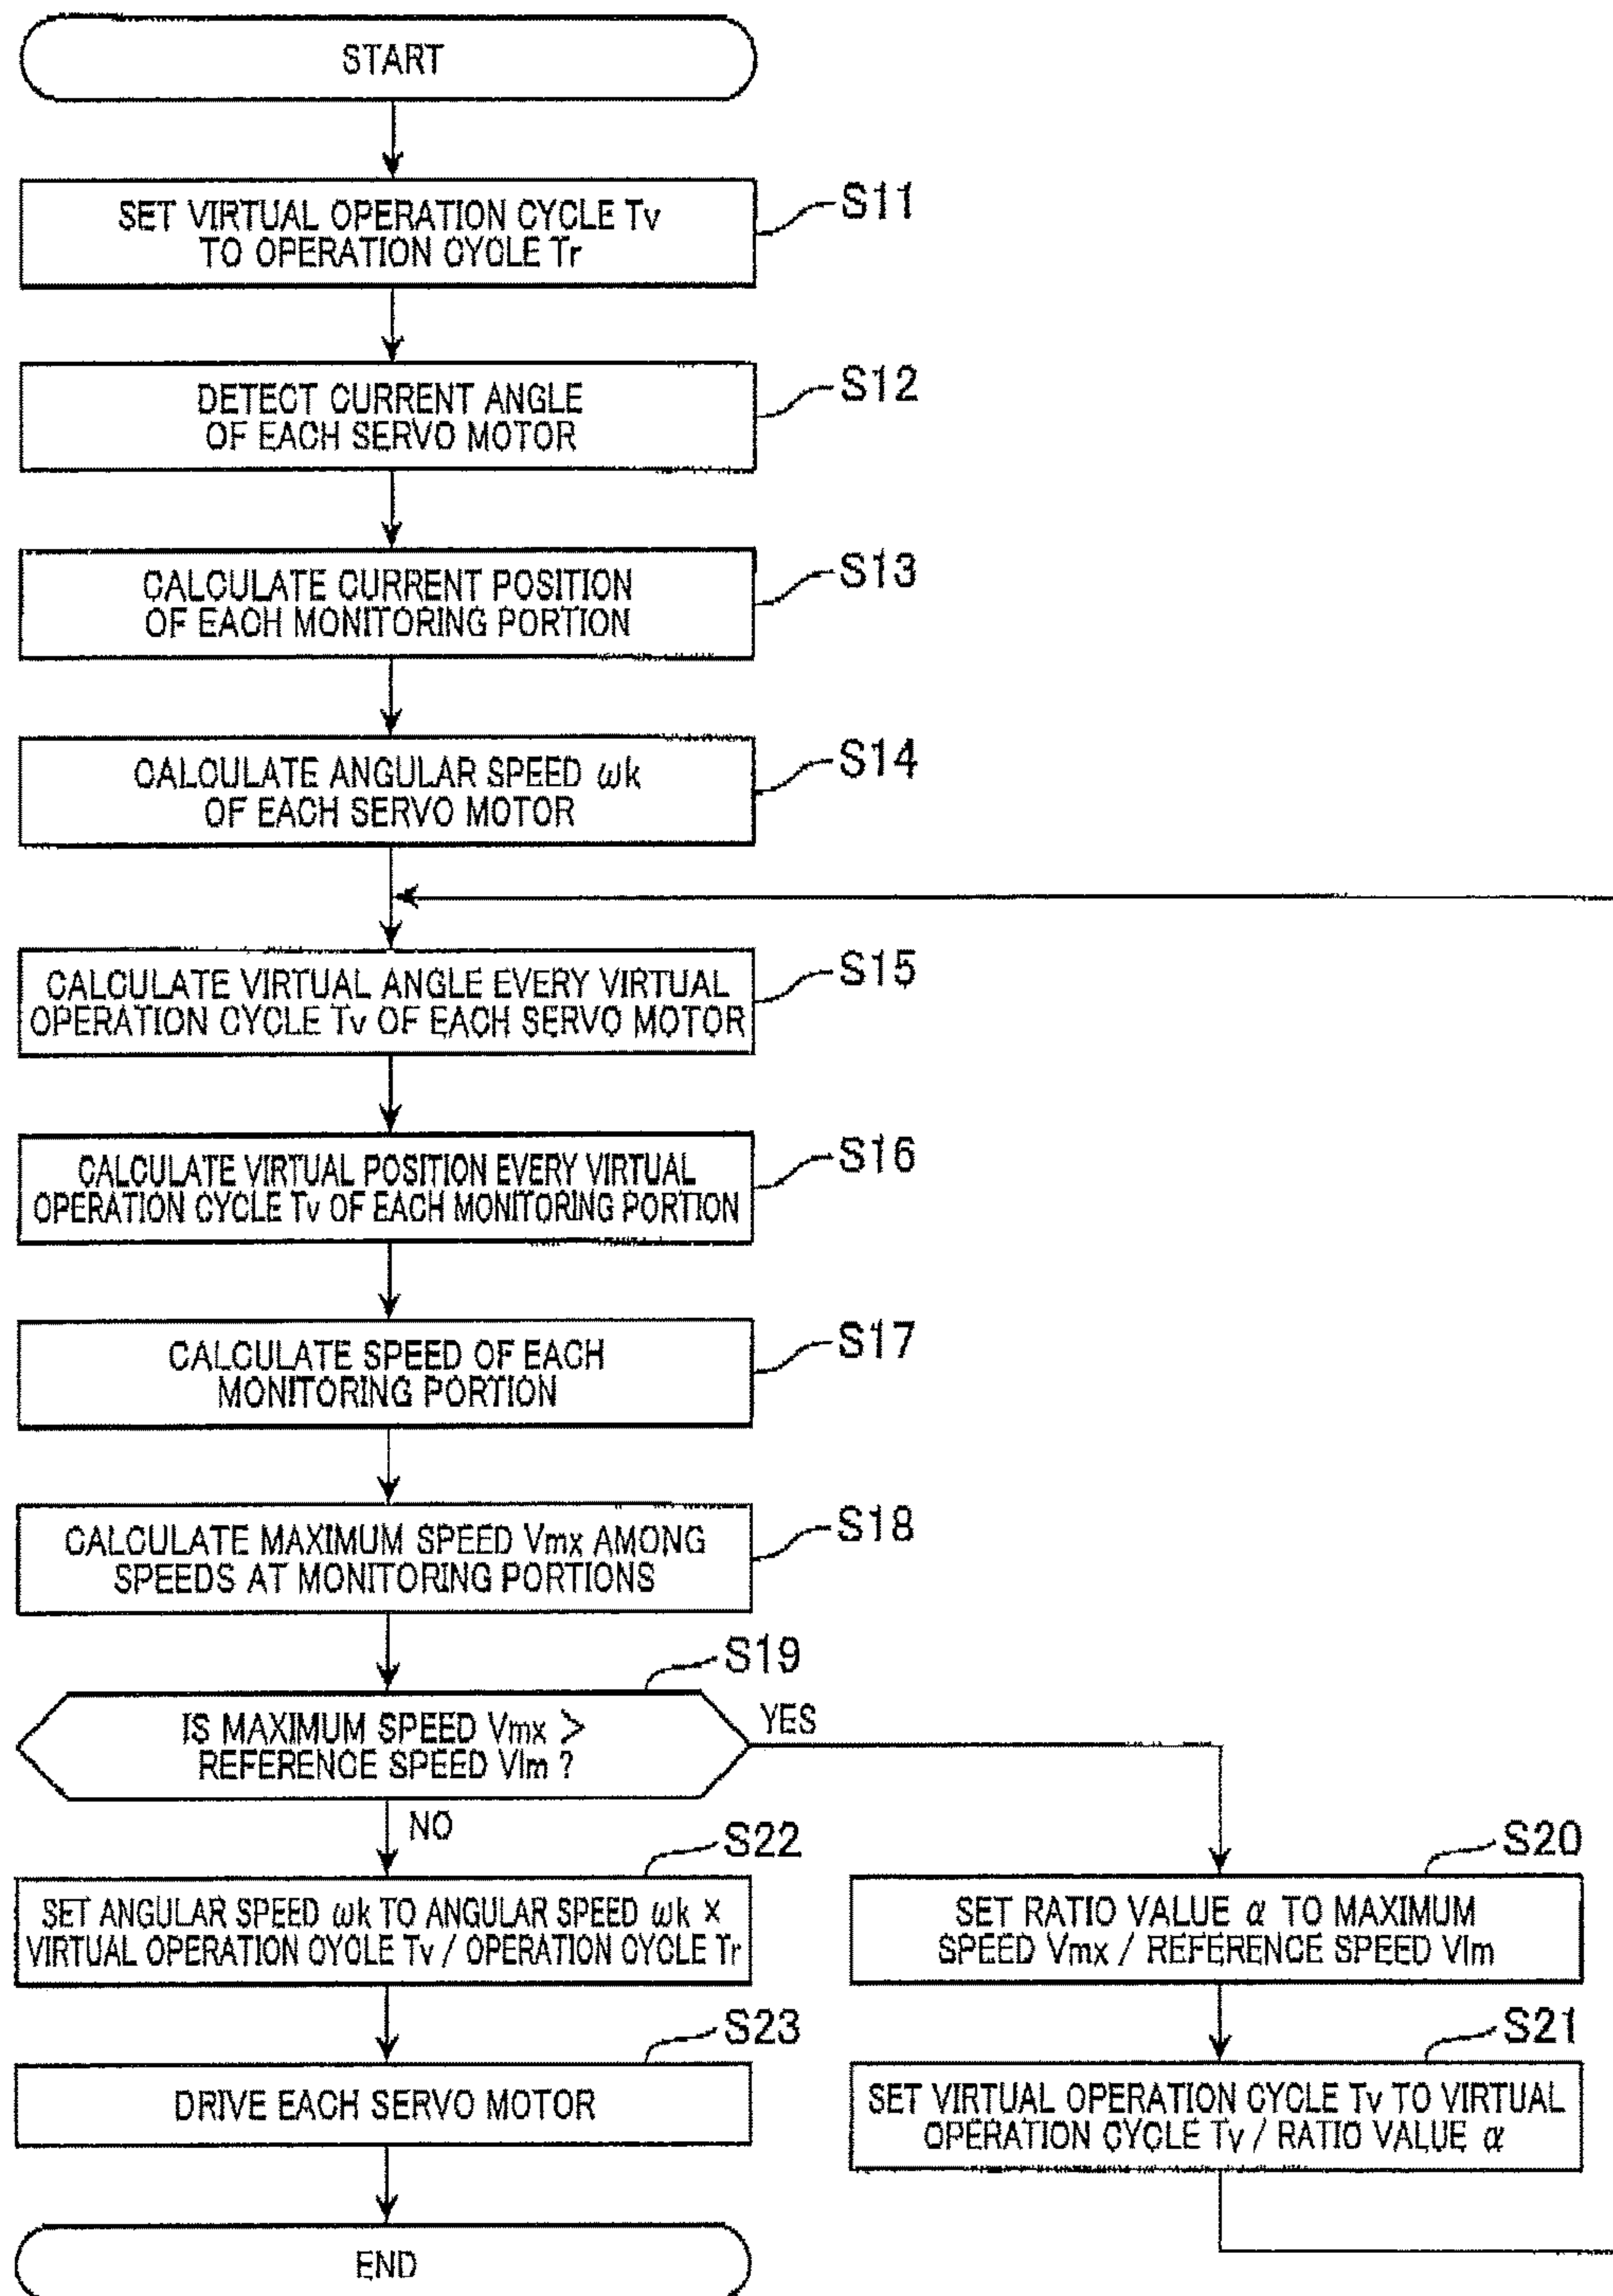 START
SET VIRTUAL OPERATION CYCLE Tv
TO OPERATION CYCLE Tr
S11
DETECT CURRENT ANGLE
OF EACH SERVO MOTOR
S12
CALCULATE CURRENT POSITION
OF EACH MONITORING PORTION
S13
CALCULATE ANGULAR SPEED ωk
OF EACH SERVO MOTOR
S14
CALCULATE VIRTUAL ANGLE EVERY VIRTUAL
OPERATION CYCLE Tv OF EACH SERVO MOTOR
S15
CALCULATE VIRTUAL POSITION EVERY VIRTUAL
OPERATION CYCLE Tv OF EACH MONITORING PORTION
S16
CALCULATE SPEED OF EACH
MONITORING PORTION
S17
CALCULATE MAXIMUM SPEED Vmx AMONG
SPEEDS AT MONITORING PORTIONS
S18
S19
IS MAXIMUM SPEED Vmx >
REFERENCE SPEED Vlm ?
YES
NO
S22
SET ANGULAR SPEED ωk TO ANGULAR SPEED ωk ×
VIRTUAL OPERATION CYCLE Tv / OPERATION CYCLE Tr
S20
SET RATIO VALUE α TO MAXIMUM
SPEED Vmx / REFERENCE SPEED Vlm
S23
DRIVE EACH SERVO MOTOR
S21
SET VIRTUAL OPERATION CYCLE Tv TO VIRTUAL
OPERATION CYCLE Tv / RATIO VALUE α
END